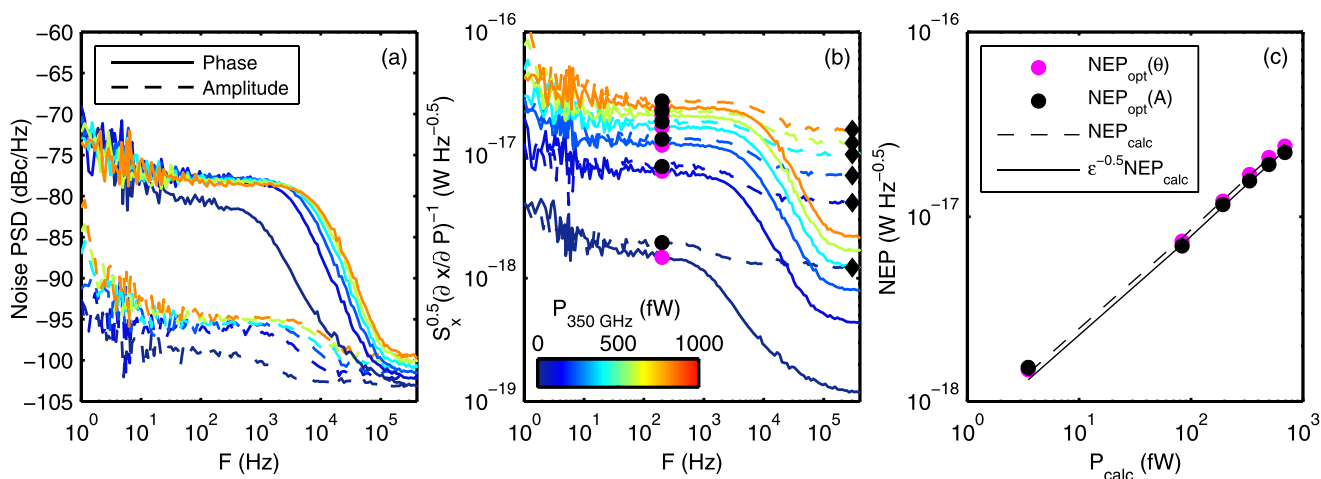 −60
−65
−70
−75
−80
−85
−90
−95
−100
−105
Noise PSD (dBc/Hz)
Phase
Amplitude
(a)
10^0 10^1 10^2 10^3 10^4 10^5
F (Hz)
10^−16
10^−17
10^−18
10^−19
S_x^0.5(∂ x/∂ P)^−1 (W Hz^−0.5)
(b)
P_350 GHz (fW)
0 500 1000
10^0 10^1 10^2 10^3 10^4 10^5
F (Hz)
10^−16
10^−17
10^−18
NEP (W Hz^−0.5)
(c)
NEP_opt(θ)
NEP_opt(A)
NEP_calc
ε^−0.5NEP_calc
10^0 10^1 10^2 10^3
P_calc (fW)